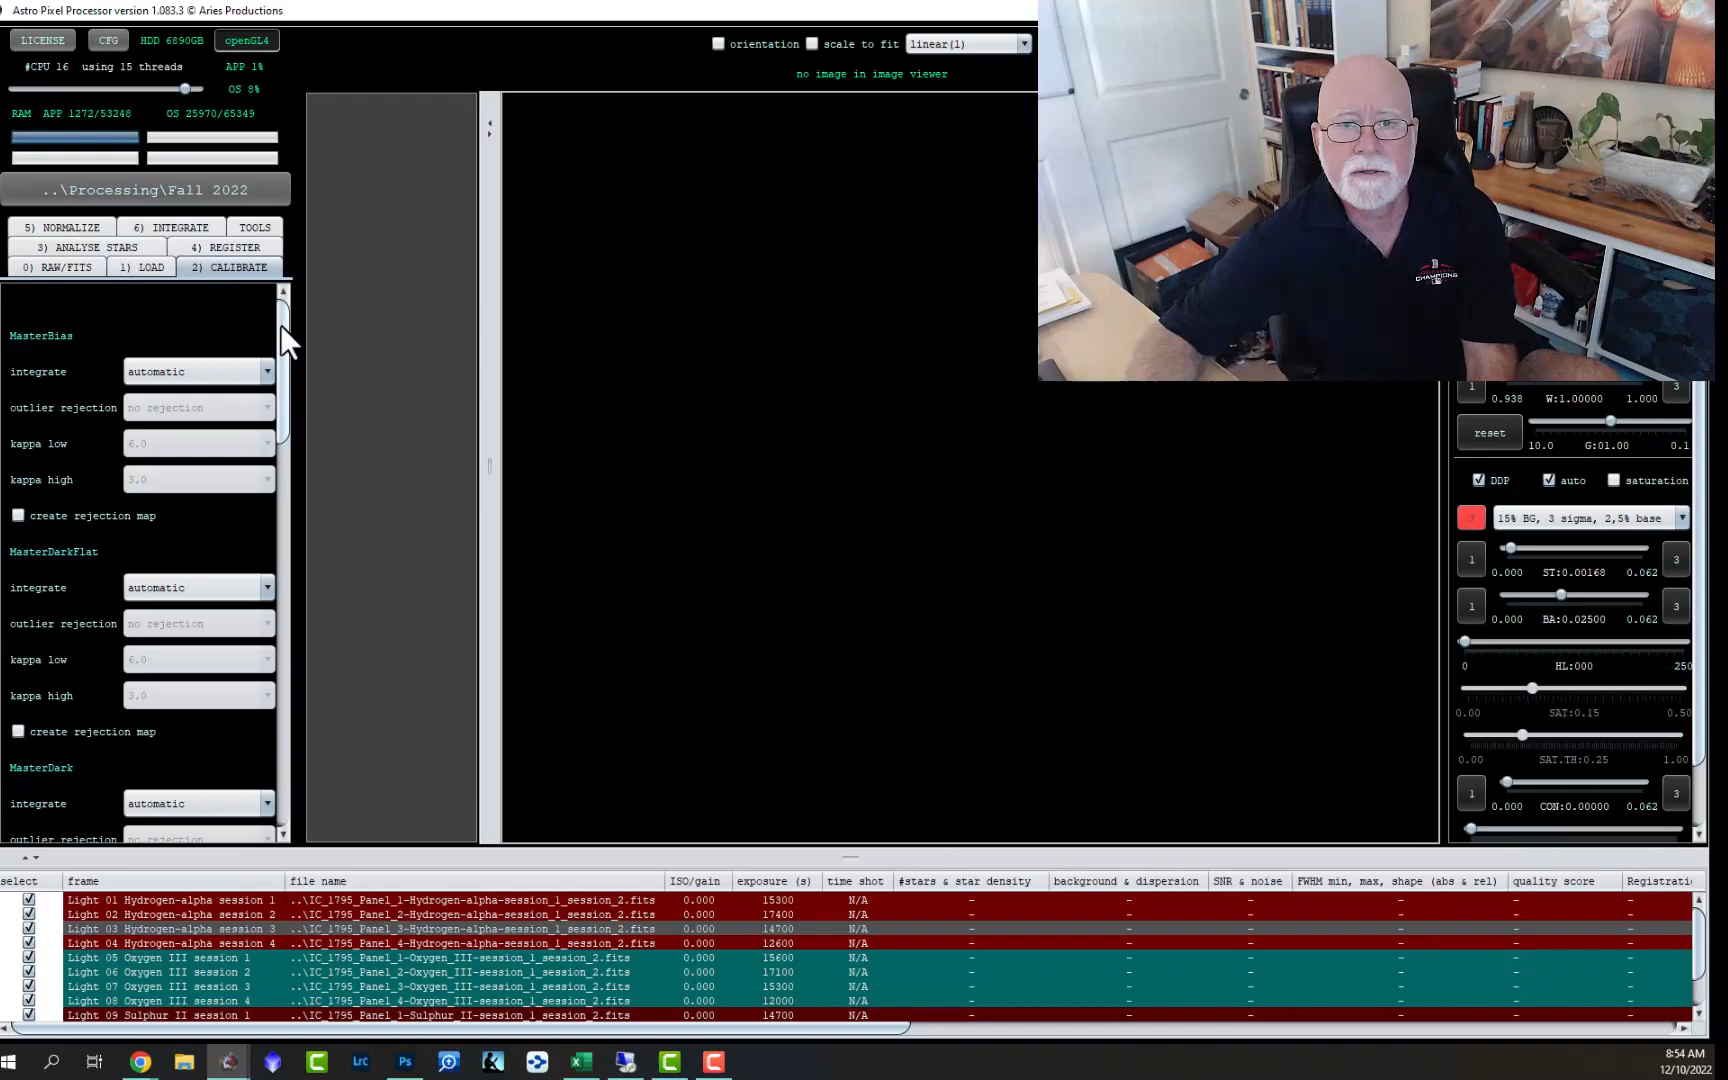 Astro Pixel Processor version 1.083.3 © Aries Productions
LICENSE CFG HDD 6890GB openGL4
#CPU 16 using 15 threads APP 1%
OS 8%
RAM APP 1272/53248 OS 25970/65349
..\Processing\Fall 2022
5) NORMALIZE 6) INTEGRATE TOOLS
3) ANALYSE STARS 4) REGISTER
0) RAW/FITS 1) LOAD 2) CALIBRATE
MasterBias
integrate automatic
outlier rejection no rejection
kappa low 6.0
kappa high 3.0
create rejection map
MasterDarkFlat
integrate automatic
outlier rejection no rejection
kappa low 6.0
kappa high 3.0
create rejection map
MasterDark
integrate automatic
outlier rejection no rejection
orientation scale to fit linear(1)
no image in image viewer
B
CHAMPIONS
1 0.938 W:1.00000 1.000 3
reset 10.0 G:01.00 0.1
DDP auto saturation
? 15% BG, 3 sigma, 2,5% base
1 0.000 ST:0.00168 0.062 3
1 0.000 BA:0.02500 0.062 3
0 HL:000 250
0.00 SAT:0.15 0.50
0.00 SAT.TH:0.25 1.00
1 0.000 CON:0.00000 0.062 3
select frame file name ISO/gain exposure (s) time shot #stars & star density background & dispersion SNR & noise FWHM min, max, shape (abs & rel) quality score Registrati
Light 01 Hydrogen-alpha session 1 ..\IC_1795_Panel_1-Hydrogen-alpha-session_1_session_2.fits 0.000 15300 N/A - - - - - -
Light 02 Hydrogen-alpha session 2 ..\IC_1795_Panel_2-Hydrogen-alpha-session_1_session_2.fits 0.000 17400 N/A - - - - - -
Light 03 Hydrogen-alpha session 3 ..\IC_1795_Panel_3-Hydrogen-alpha-session_1_session_2.fits 0.000 14700 N/A - - - - - -
Light 04 Hydrogen-alpha session 4 ..\IC_1795_Panel_4-Hydrogen-alpha-session_1_session_2.fits 0.000 12600 N/A - - - - - -
Light 05 Oxygen III session 1 ..\IC_1795_Panel_1-Oxygen_III-session_1_session_2.fits 0.000 15600 N/A - - - - - -
Light 06 Oxygen III session 2 ..\IC_1795_Panel_2-Oxygen_III-session_1_session_2.fits 0.000 17100 N/A - - - - - -
Light 07 Oxygen III session 3 ..\IC_1795_Panel_3-Oxygen_III-session_1_session_2.fits 0.000 15300 N/A - - - - - -
Light 08 Oxygen III session 4 ..\IC_1795_Panel_4-Oxygen_III-session_1_session_2.fits 0.000 12000 N/A - - - - - -
Light 09 Sulphur II session 1 ..\IC_1795_Panel_1-Sulphur_II-session_1_session_2.fits 0.000 14700 N/A - - - - - -
Lrc Ps
8:54 AM
12/10/2022